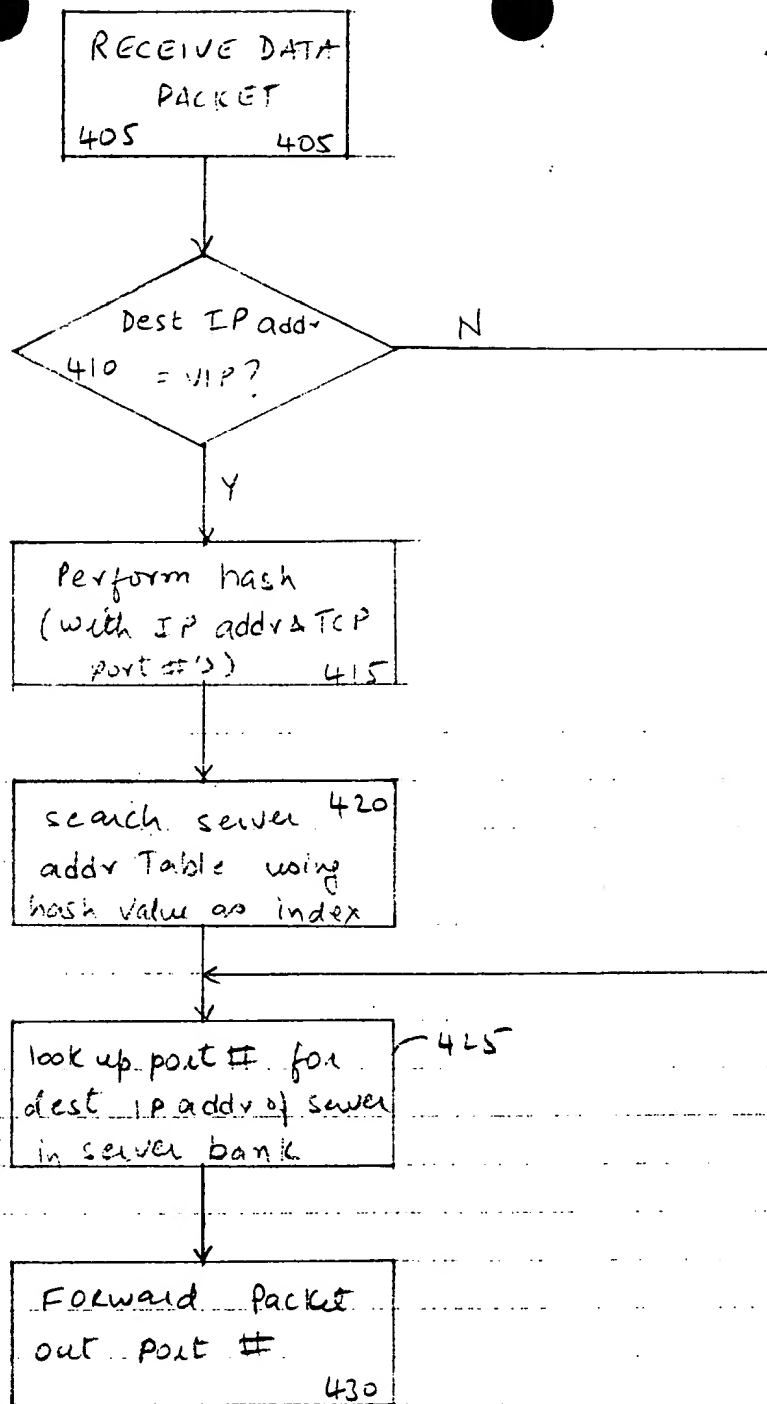 RECEIVE DATA
PACKET
405 405
Dest IP addr
410 = VIP?
N
Y
Perform hash
(with IP addr & TCP
port #'s)
415
search server 420
addr Table using
hash value as index
look up port # for
dest IP addr of server
in server bank
425
Forward Packet
out Port #
430